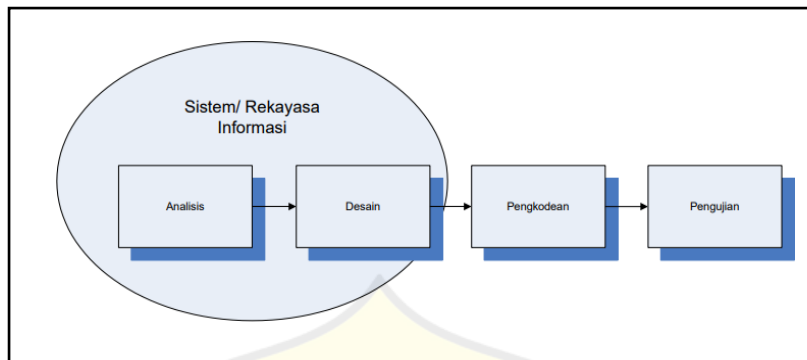 Sistem/ Rekayasa
Informasi
Analisis
Desain
Pengkodean
Pengujian